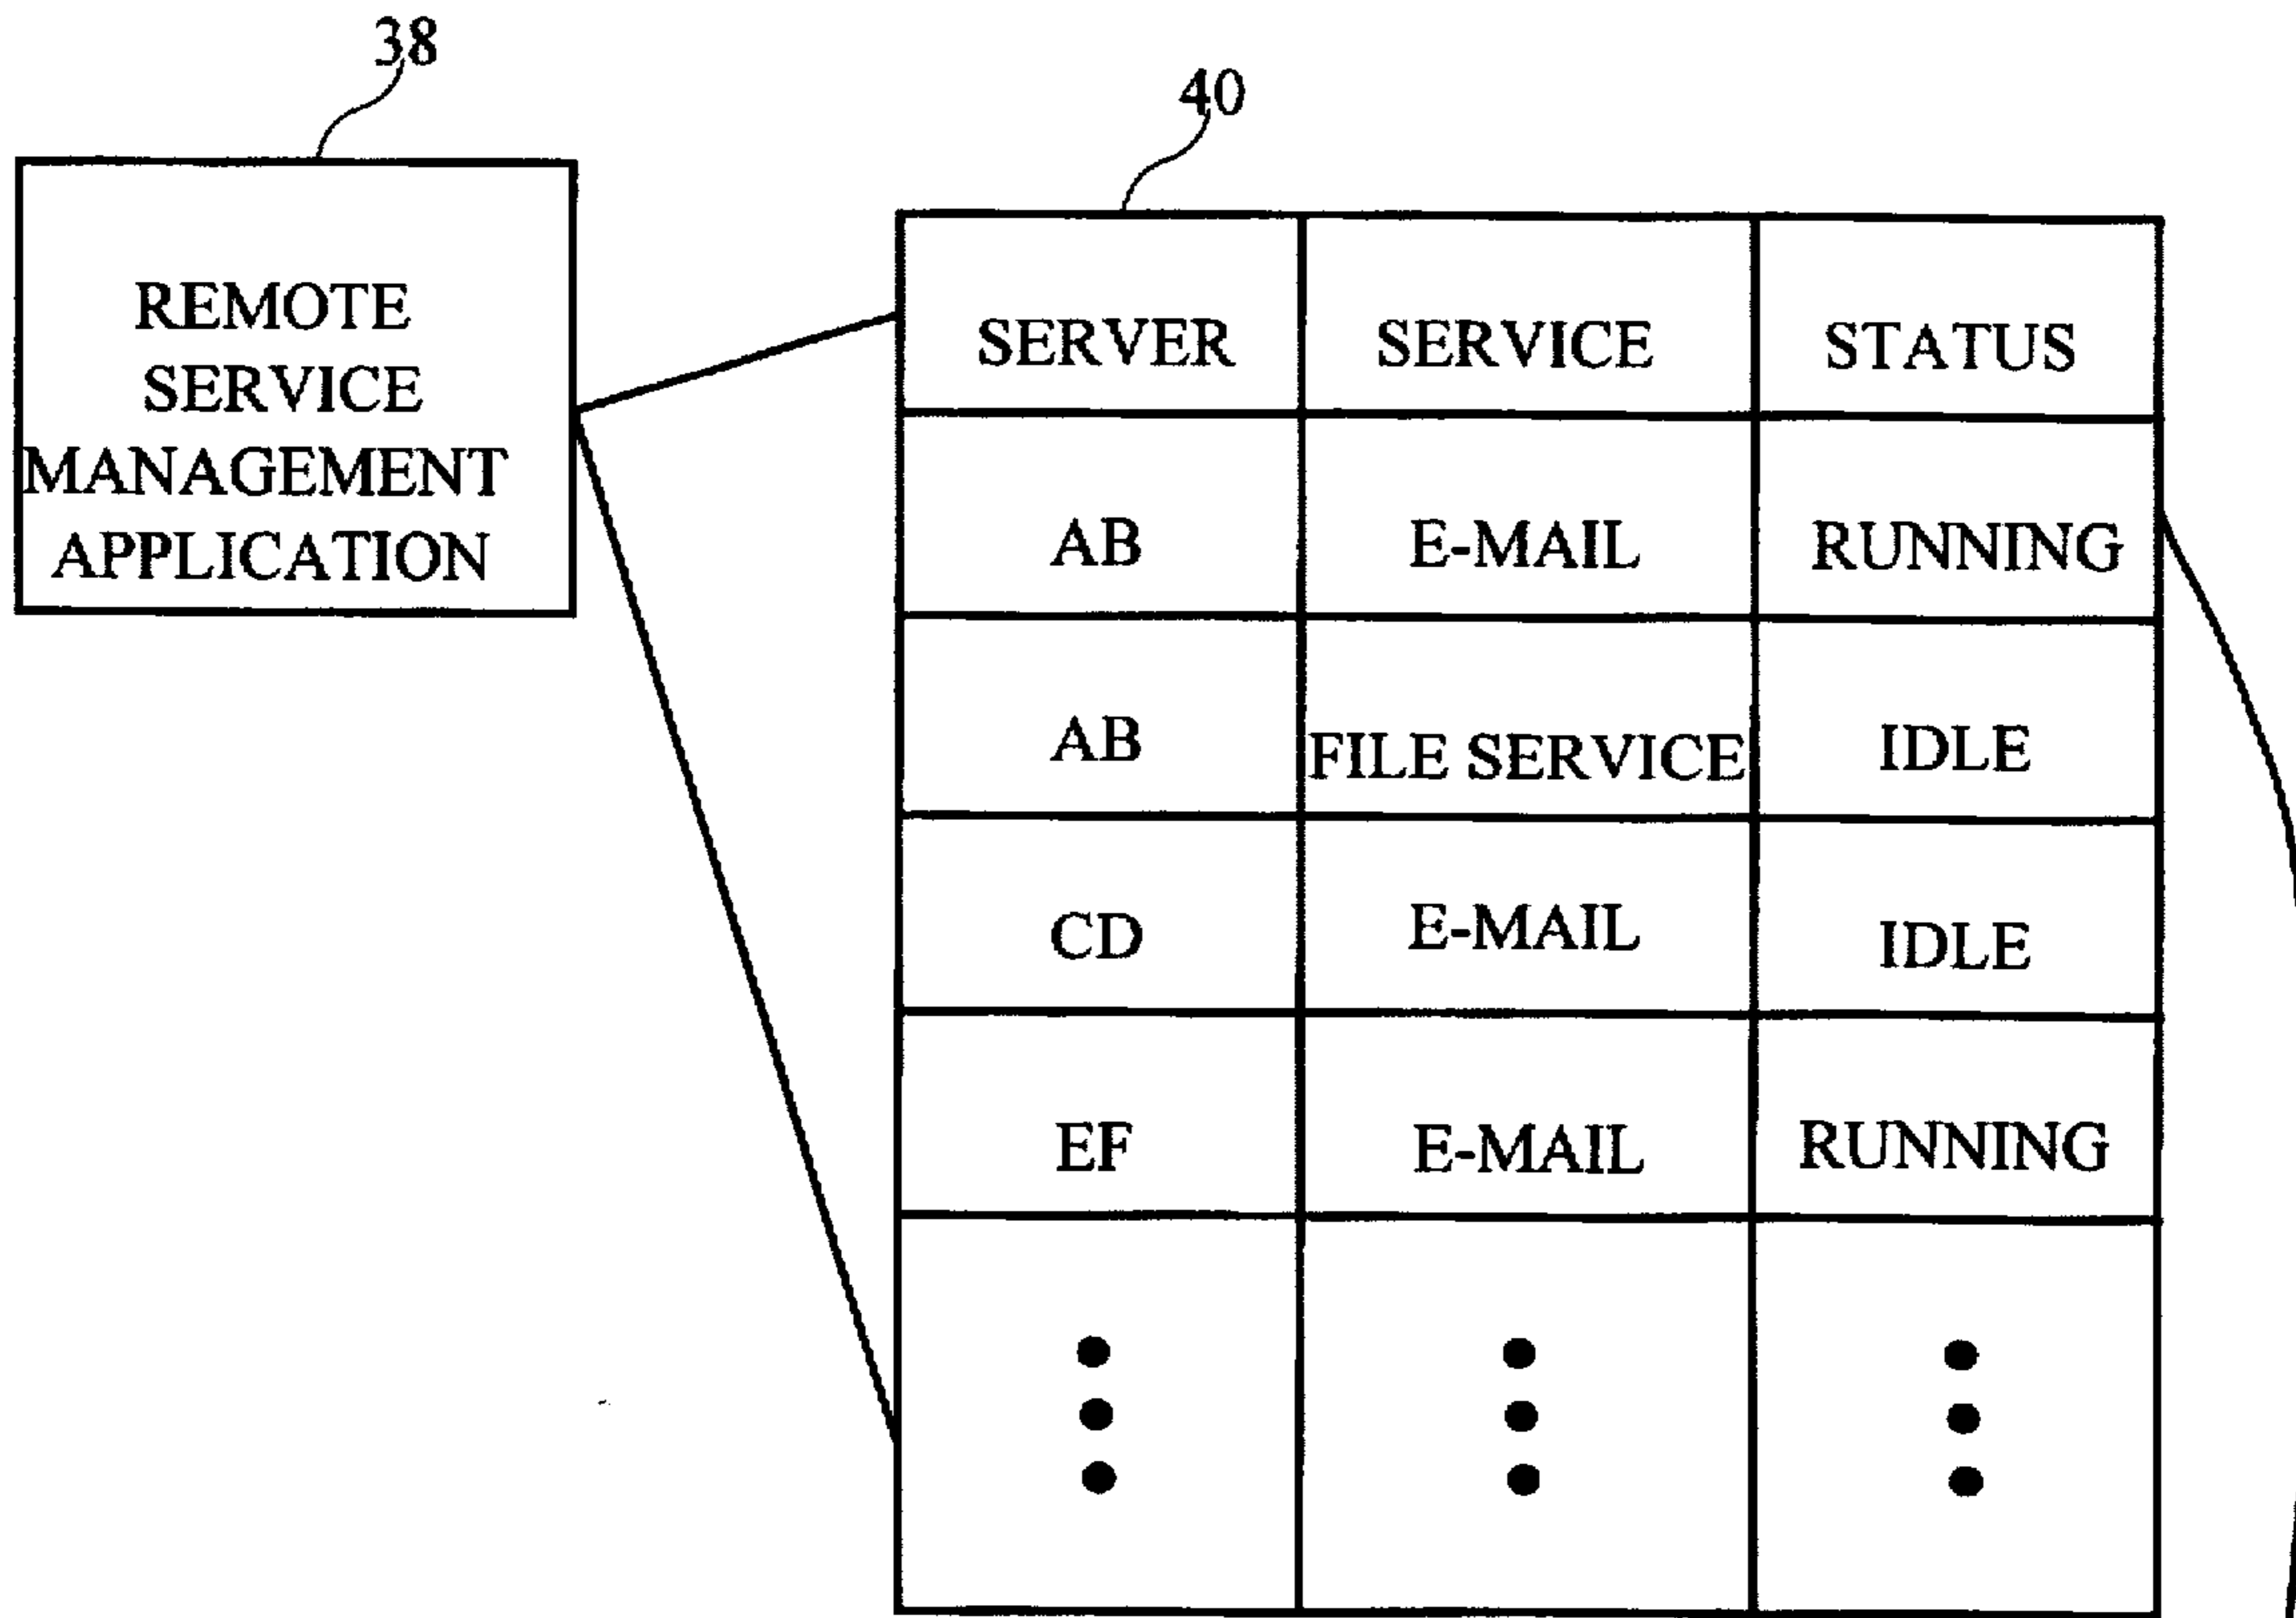 38
40
REMOTE
SERVICE
MANAGEMENT
APPLICATION
SERVER SERVICE STATUS
AB E-MAIL RUNNING
AB FILE SERVICE IDLE
CD E-MAIL IDLE
EF E-MAIL RUNNING